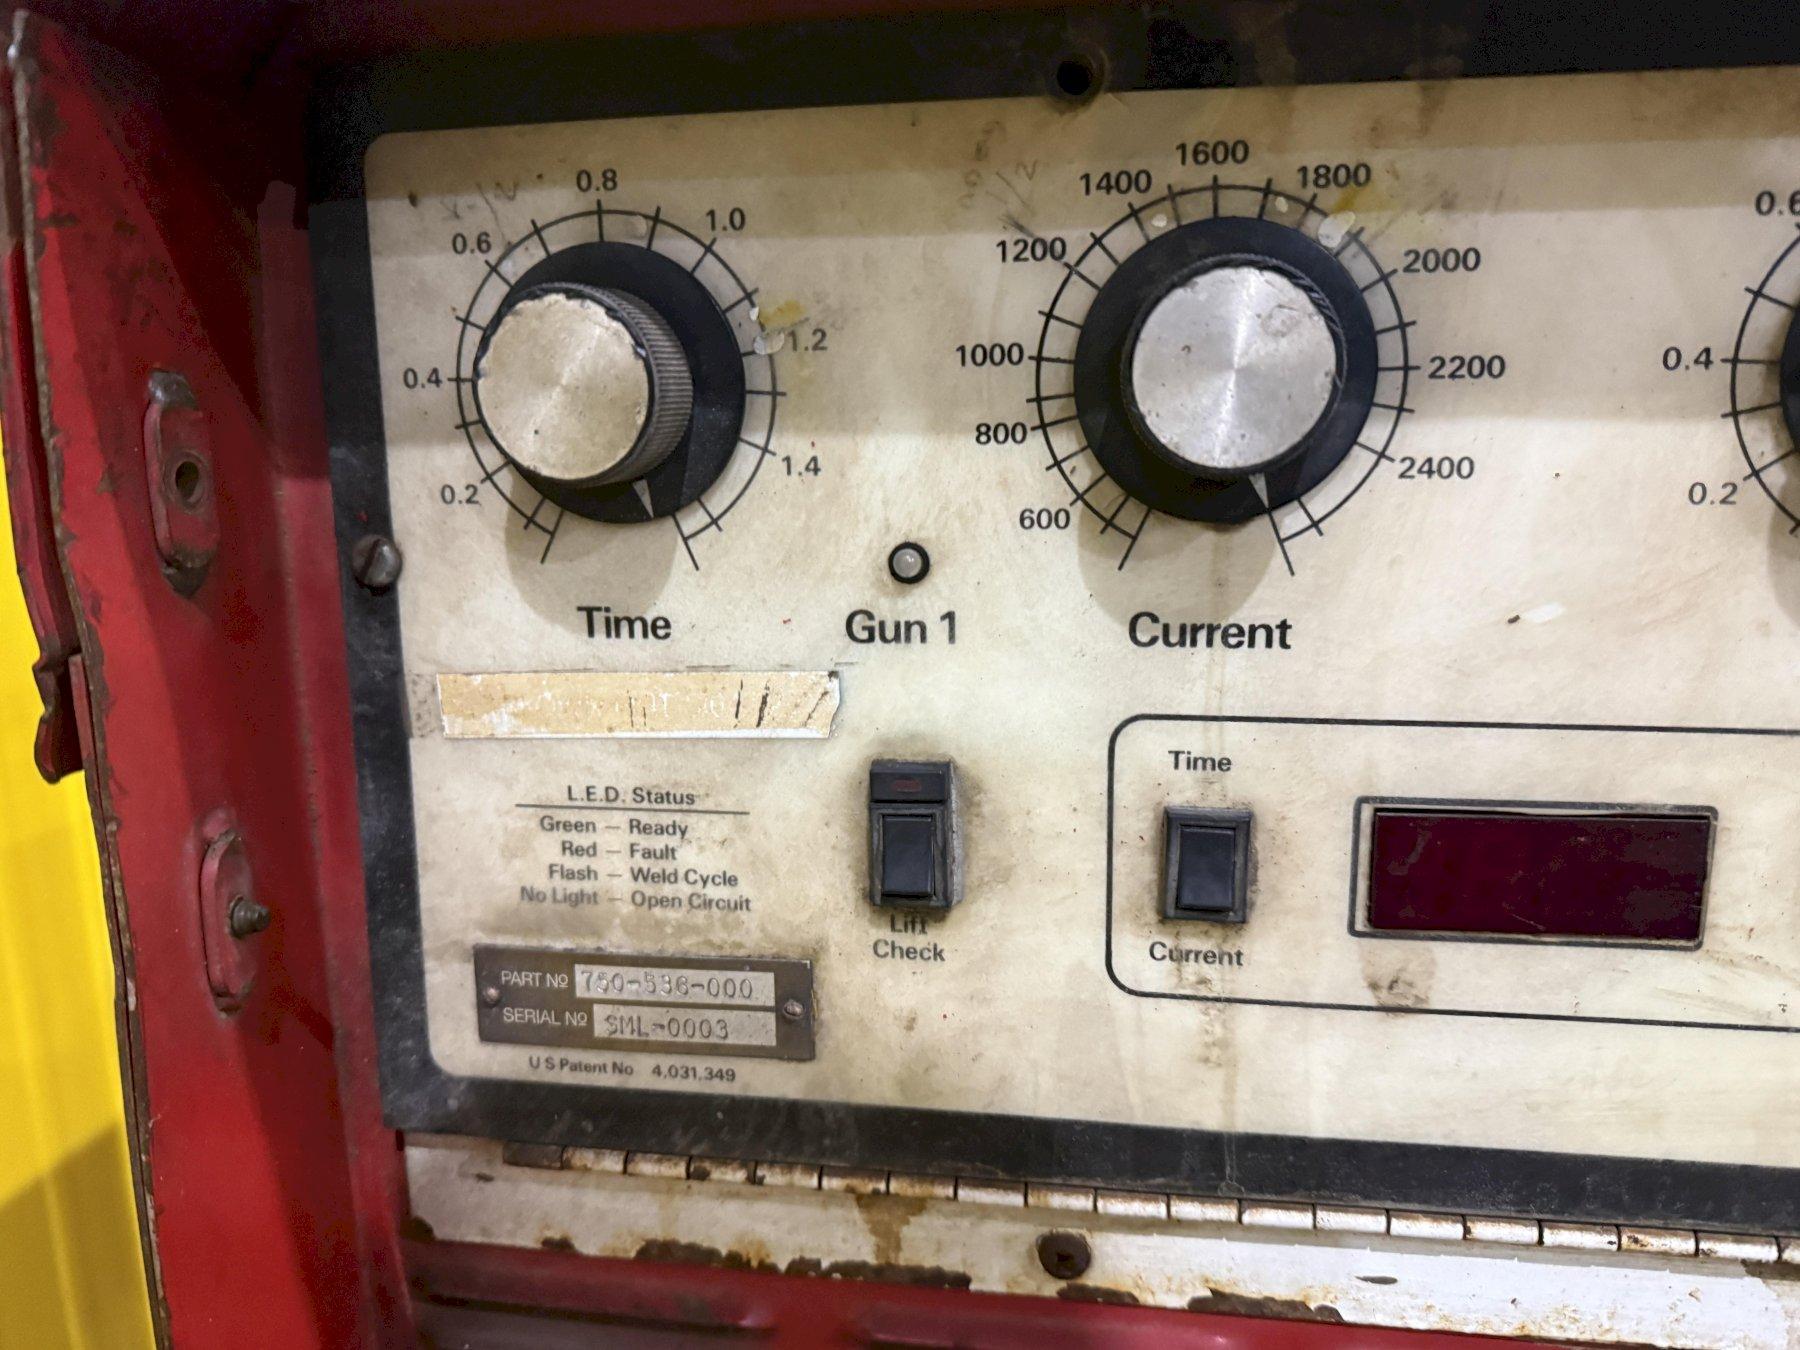 0.2
0.4
0.6
0.8
1.0
1.2
1.4
Time
Gun 1
600
800
1000
1200
1400
1600
1800
2000
2200
2400
Current
0.2
0.4
0.6
L.E.D. Status
Green — Ready
Red — Fault
Flash — Weld Cycle
No Light — Open Circuit
Lift
Check
Time
Current
PART Nº 750-536-000
SERIAL Nº SML-0003
U S Patent No 4,031,349